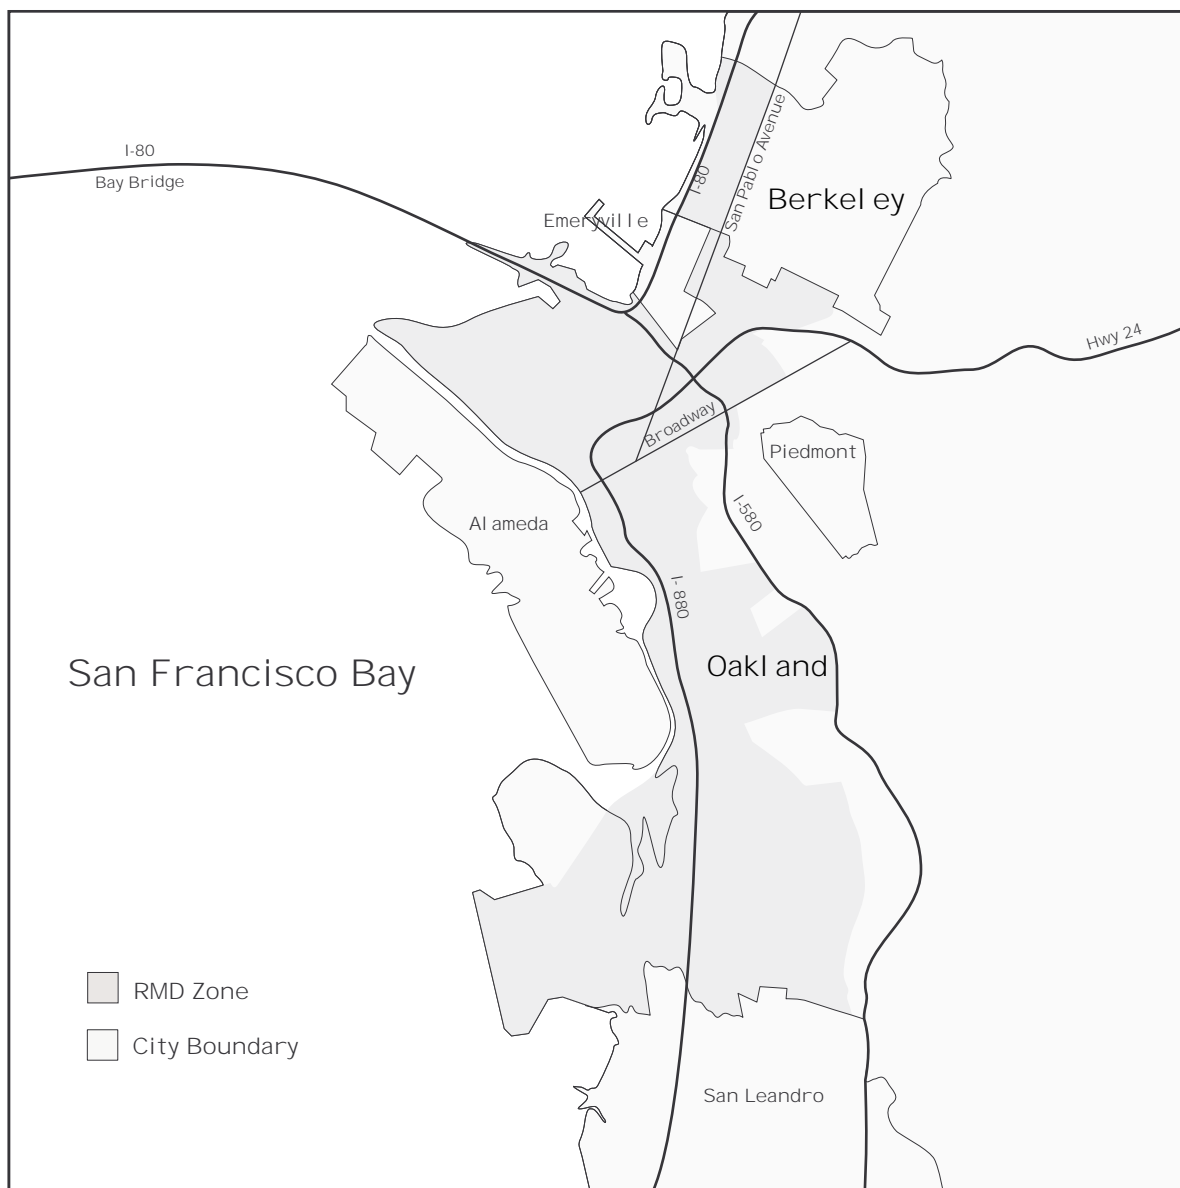 I-80
Bay Bridge
San Pablo Avenue
I-80
Berkeley
Emeryville
Hwy 24
Broadway
Piedmont
I-580
Alameda
I-880
Oakland
San Francisco Bay
RMD Zone
City Boundary
San Leandro